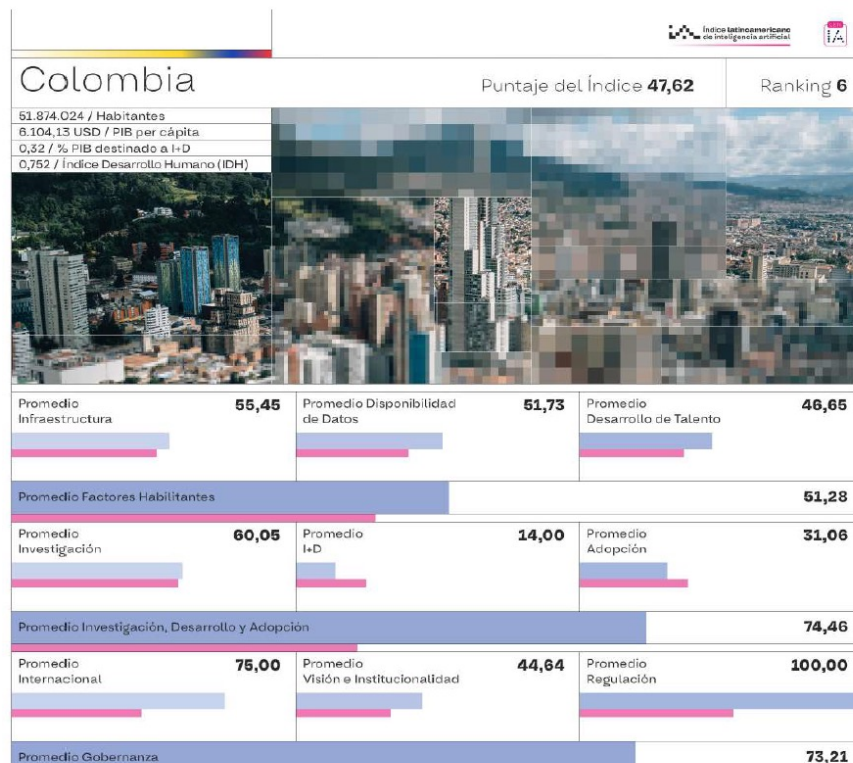 índice latinoamericano
de inteligencia artificial
IA
Colombia
Puntaje del Índice 47,62
Ranking 6
51.874.024 / Habitantes
6.104,13 USD / PIB per cápita
0,32 / % PIB destinado a I+D
0,752 / Índice Desarrollo Humano (IDH)
Promedio
Infraestructura
55,45
Promedio Disponibilidad
de Datos
51,73
Promedio
Desarrollo de Talento
46,65
Promedio Factores Habilitantes
51,28
Promedio
Investigación
60,05
Promedio
I+D
14,00
Promedio
Adopción
31,06
Promedio Investigación, Desarrollo y Adopción
74,46
Promedio
Internacional
75,00
Promedio
Visión e Institucionalidad
44,64
Promedio
Regulación
100,00
Promedio Gobernanza
73,21